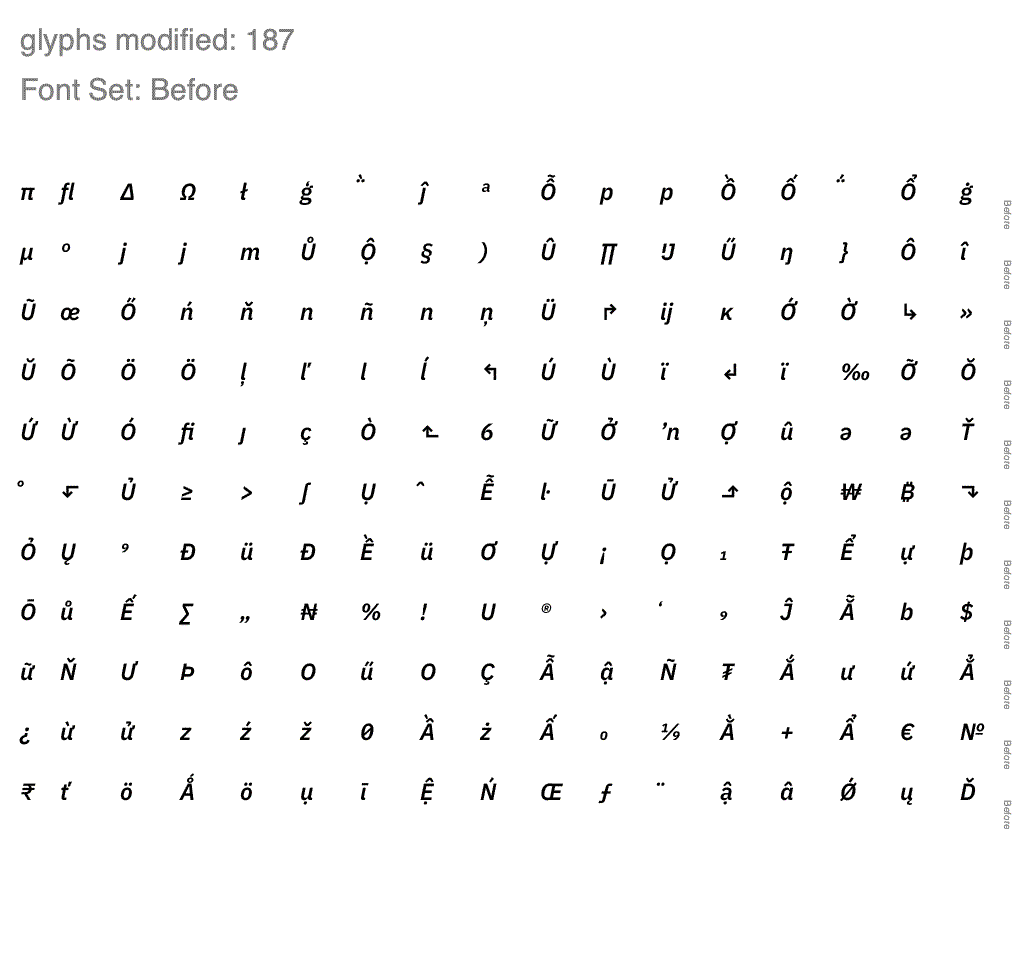 glyphs modified: 187
Font Set: Before
π ﬂ Δ Ω ł ģ ̈̀ ĵ ª Ỗ p p Ồ Ố ̈́ Ổ ġ Before
µ º j j m Ů Ộ § ) Û ∏ Ű ŋ } Ô î Before
Ũ œ Ő ń ň n ñ n ņ Ü ↱ ĳ ĸ Ớ Ờ ↳ » Before
Ŭ Õ Ö Ö ļ ľ l ĺ ↰ Ú Ù ï ↲ ï ‰ Ỡ Ŏ Before
Ứ Ừ Ó ﬁ ȷ ç Ò ⬑ 6 Ữ Ở ŉ Ợ û ə ə Ť Before
° ⬐ Ủ ≥ > ∫ Ụ ˆ Ễ ŀ Ū Ử ⬏ ộ ₩ ₿ ⬎ Before
Ỏ Ų ⁹ Đ ü Ð Ề ü Ơ Ự ¡ Ọ ₁ Ŧ Ể ự þ Before
Ō ů Ế ∑ „ ₦ % ! U ® › ‘ ₉ Ĵ Ẵ b $ Before
ữ Ň Ư Þ ô O ű O Ç Ẫ ậ Ñ ₮ Ắ ư ứ Ẳ Before
¿ ừ ử z ź ž 0 Ầ ż Ấ ₀ ⅑ Ằ + Ẩ € № Before
₹ ť ö Ǻ ö ụ ī Ệ Ń Œ ƒ ¨ ậ â Ǿ ų Ď Before